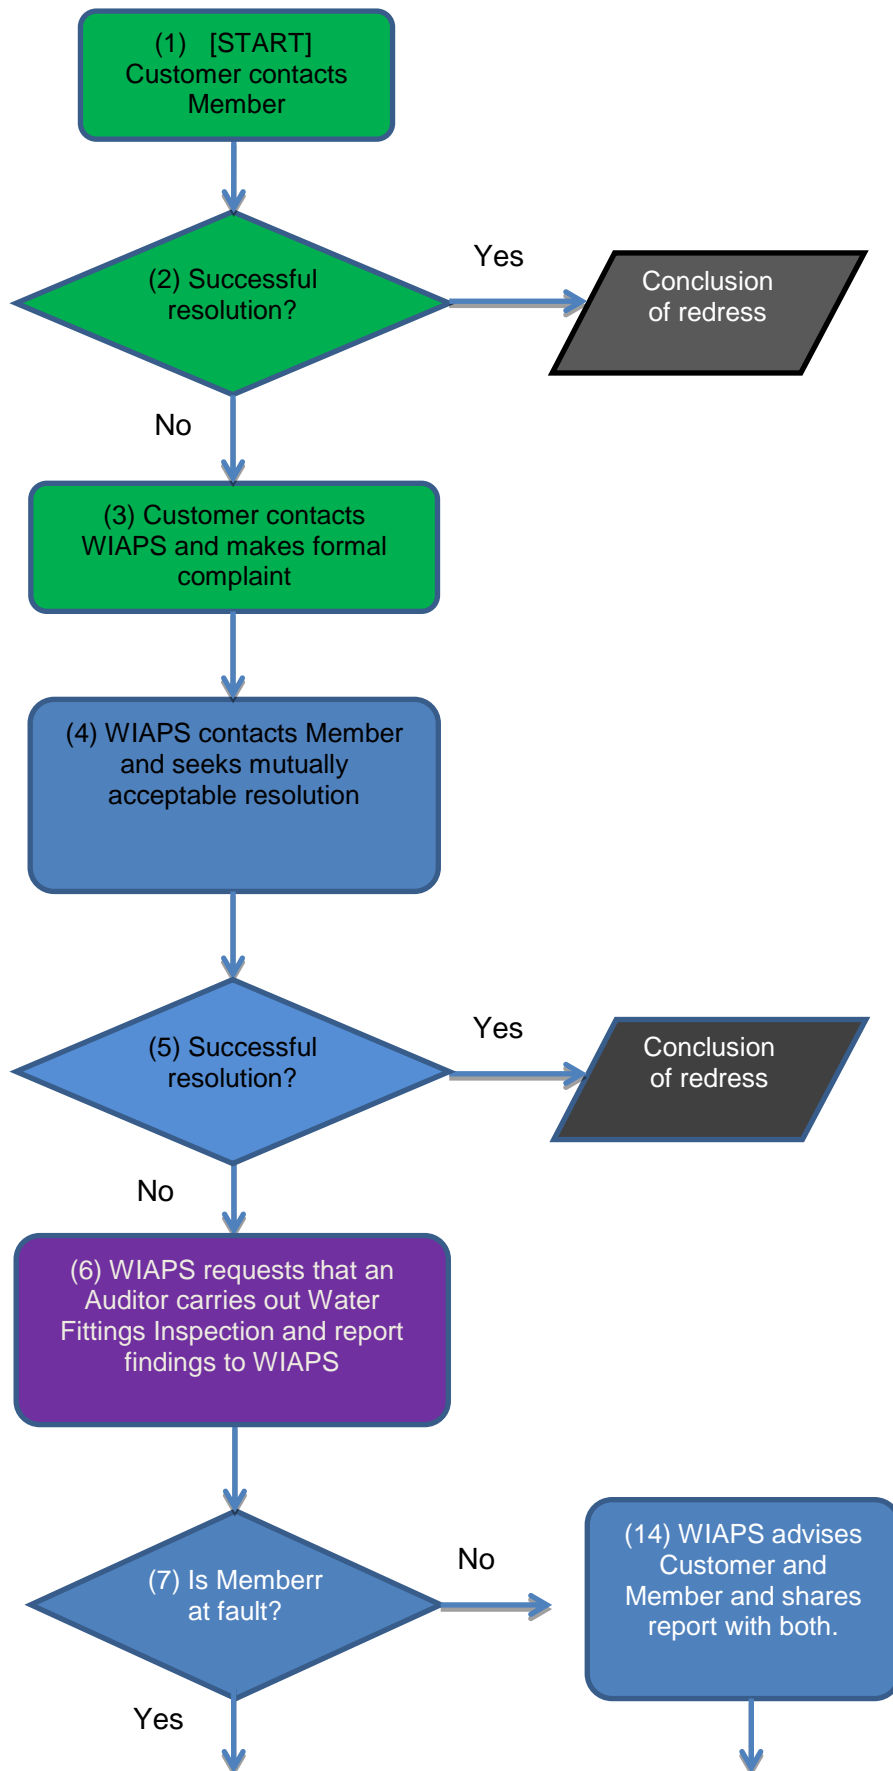 (1) [START]
Customer contacts
Member
(2) Successful
resolution?
Yes
Conclusion
of redress
No
(3) Customer contacts
WIAPS and makes formal
complaint
(4) WIAPS contacts Member
and seeks mutually
acceptable resolution
(5) Successful
resolution?
Yes
Conclusion
of redress
No
(6) WIAPS requests that an
Auditor carries out Water
Fittings Inspection and report
findings to WIAPS
(7) Is Memberr
at fault?
No
(14) WIAPS advises
Customer and
Member and shares
report with both.
Yes